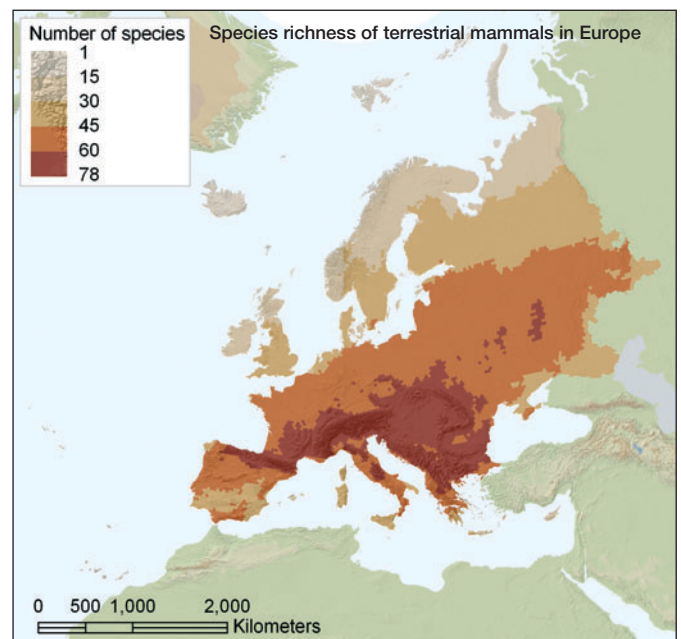 Species richness of terrestrial mammals in Europe
Number of species
1
15
30
45
60
78
0 500 1,000 2,000
Kilometers